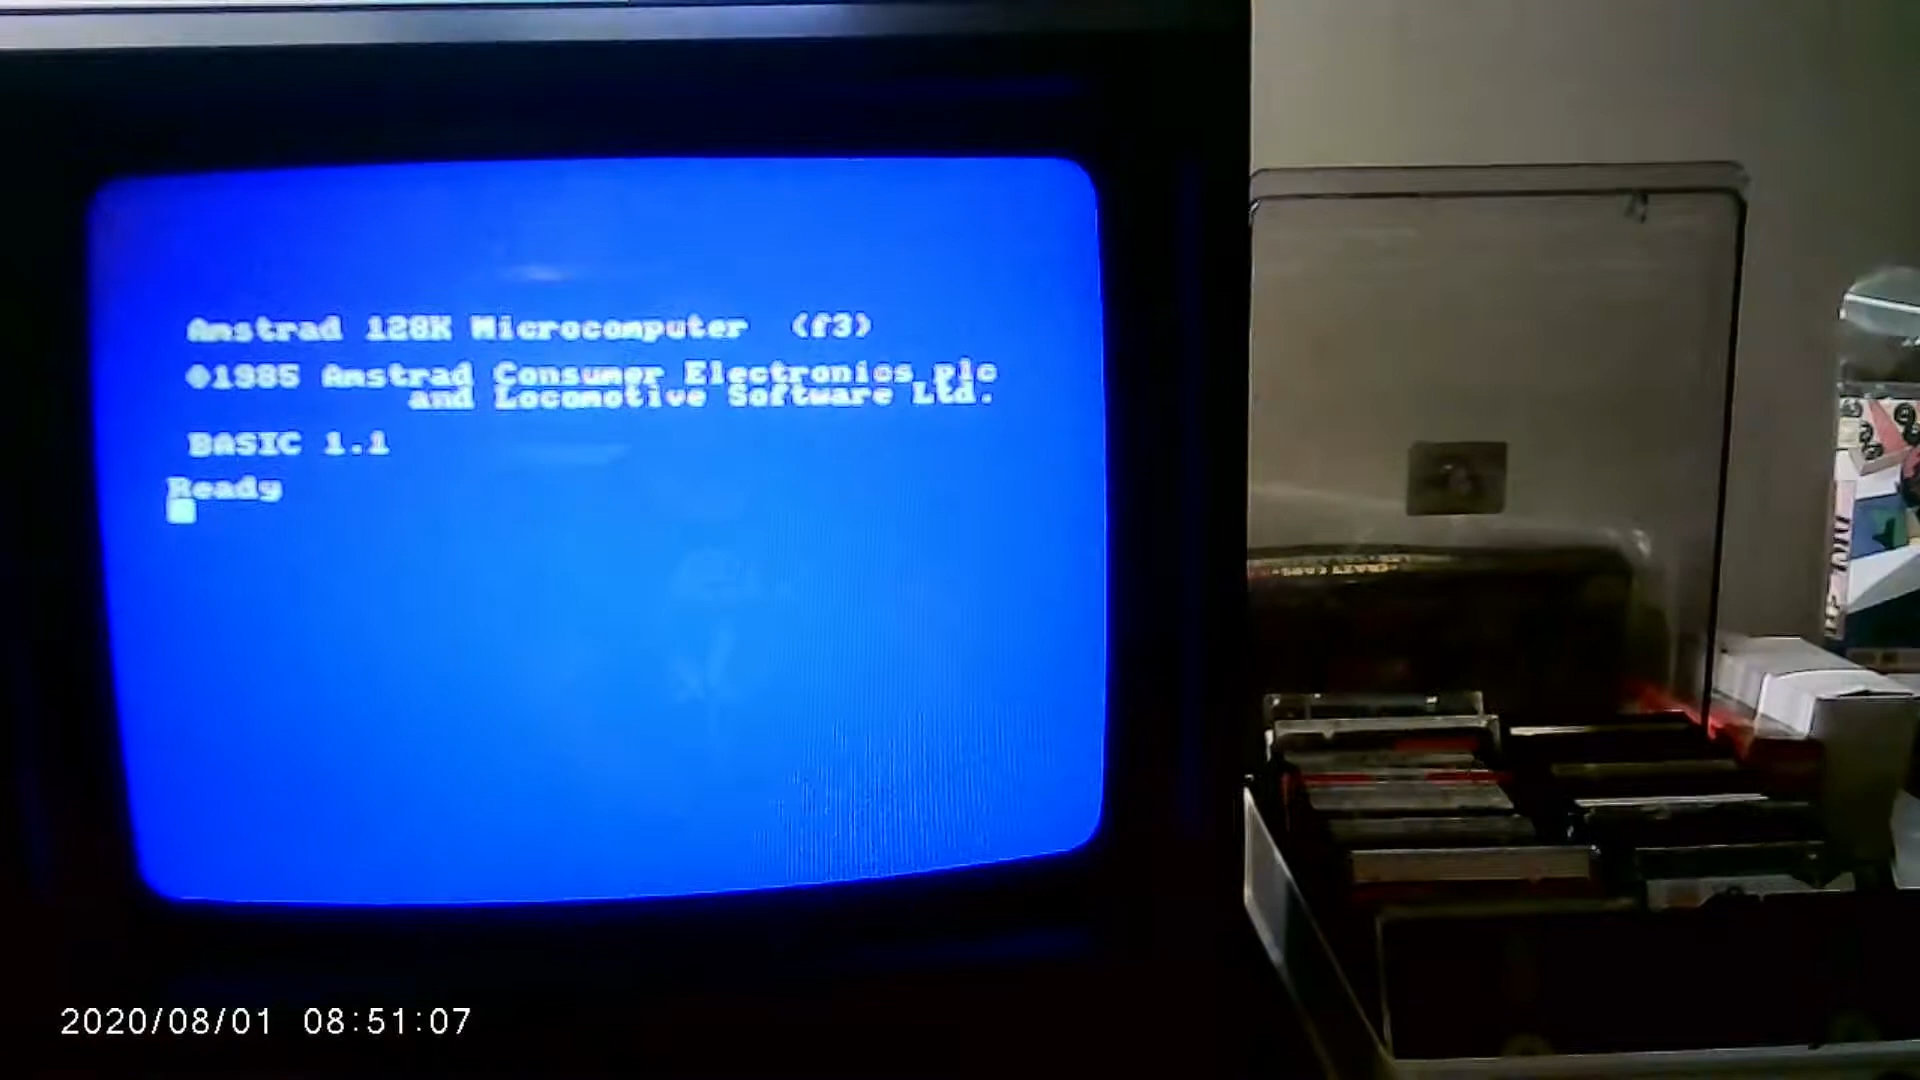 Amstrad 128K Microcomputer (f3)
©1985 Amstrad Consumer Electronics plc
and Locomotive Software Ltd.
BASIC 1.1
Ready
2020/08/01 08:51:07